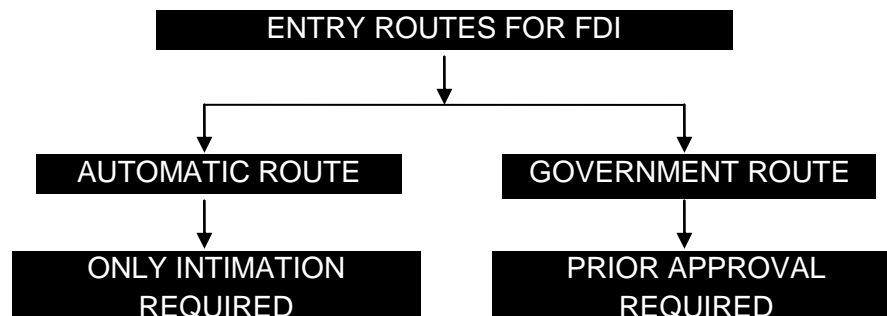 ENTRY ROUTES FOR FDI
AUTOMATIC ROUTE
GOVERNMENT ROUTE
ONLY INTIMATION
REQUIRED
PRIOR APPROVAL
REQUIRED